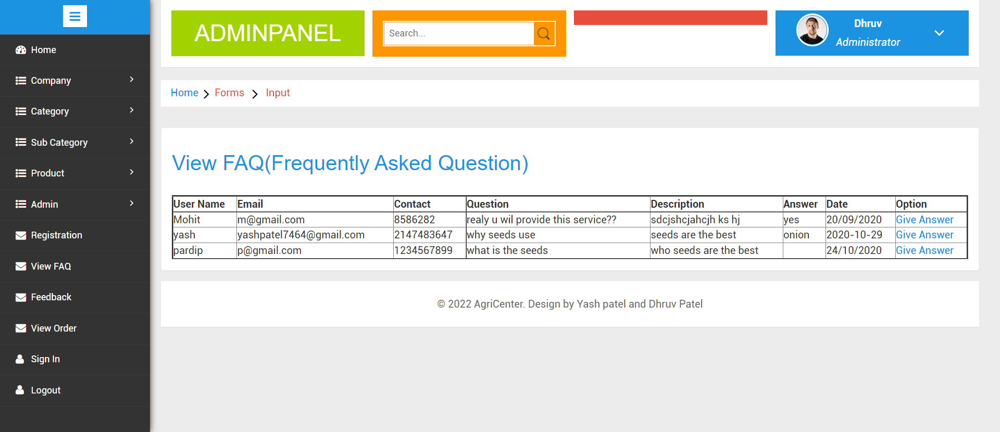 ADMINPANEL
Search...
Dhruv
Administrator
Home
Company
Category
Sub Category
Product
Admin
Registration
View FAQ
Feedback
View Order
Sign In
Logout
Home Forms Input
View FAQ(Frequently Asked Question)
User Name Email Contact Question Description Answer Date Option
Mohit m@gmail.com 8586282 realy u wil provide this service?? sdcjshcjahcjh ks hj yes 20/09/2020 Give Answer
yash yashpatel7464@gmail.com 2147483647 why seeds use seeds are the best onion 2020-10-29 Give Answer
pardip p@gmail.com 1234567899 what is the seeds who seeds are the best 24/10/2020 Give Answer
© 2022 AgriCenter. Design by Yash patel and Dhruv Patel